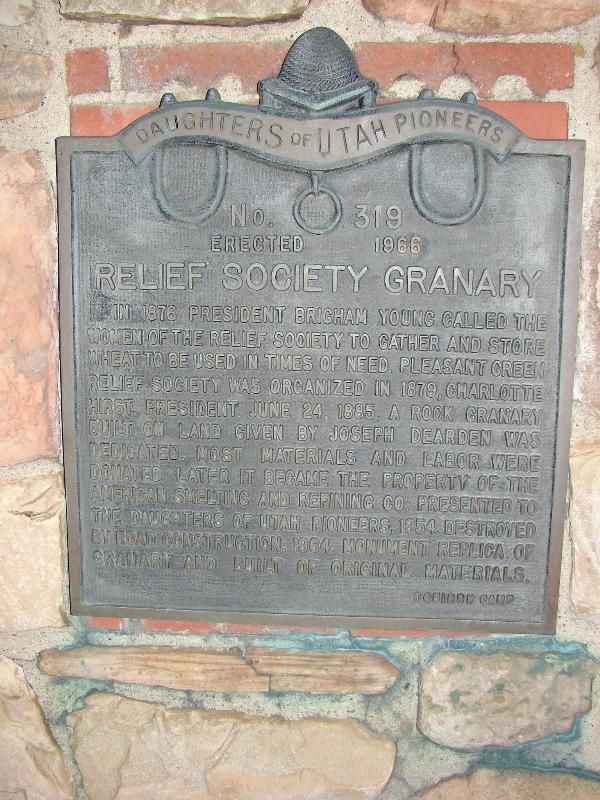 DAUGHTERS OF UTAH PIONEERS
No. 319
ERECTED 1966
RELIEF SOCIETY GRANARY
IN 1876 PRESIDENT BRIGHAM YOUNG CALLED THE
WOMEN OF THE RELIEF SOCIETY TO GATHER AND STORE
WHEAT TO BE USED IN TIMES OF NEED. PLEASANT GREEN
RELIEF SOCIETY WAS ORGANIZED IN 1879, CHARLOTTE
HIRST, PRESIDENT. JUNE 24, 1885, A ROCK GRANARY
BUILT ON LAND GIVEN BY JOSEPH DEARDEN WAS
DEDICATED. MOST MATERIALS AND LABOR WERE
DONATED. LATER IT BECAME THE PROPERTY OF THE
AMERICAN SMELTING AND REFINING CO. PRESENTED TO
THE DAUGHTERS OF UTAH PIONEERS, 1954. DESTROYED
BY ROAD CONSTRUCTION, 1964. MONUMENT REPLICA OF
GRANARY AND BUILT OF ORIGINAL MATERIALS.
CAMP